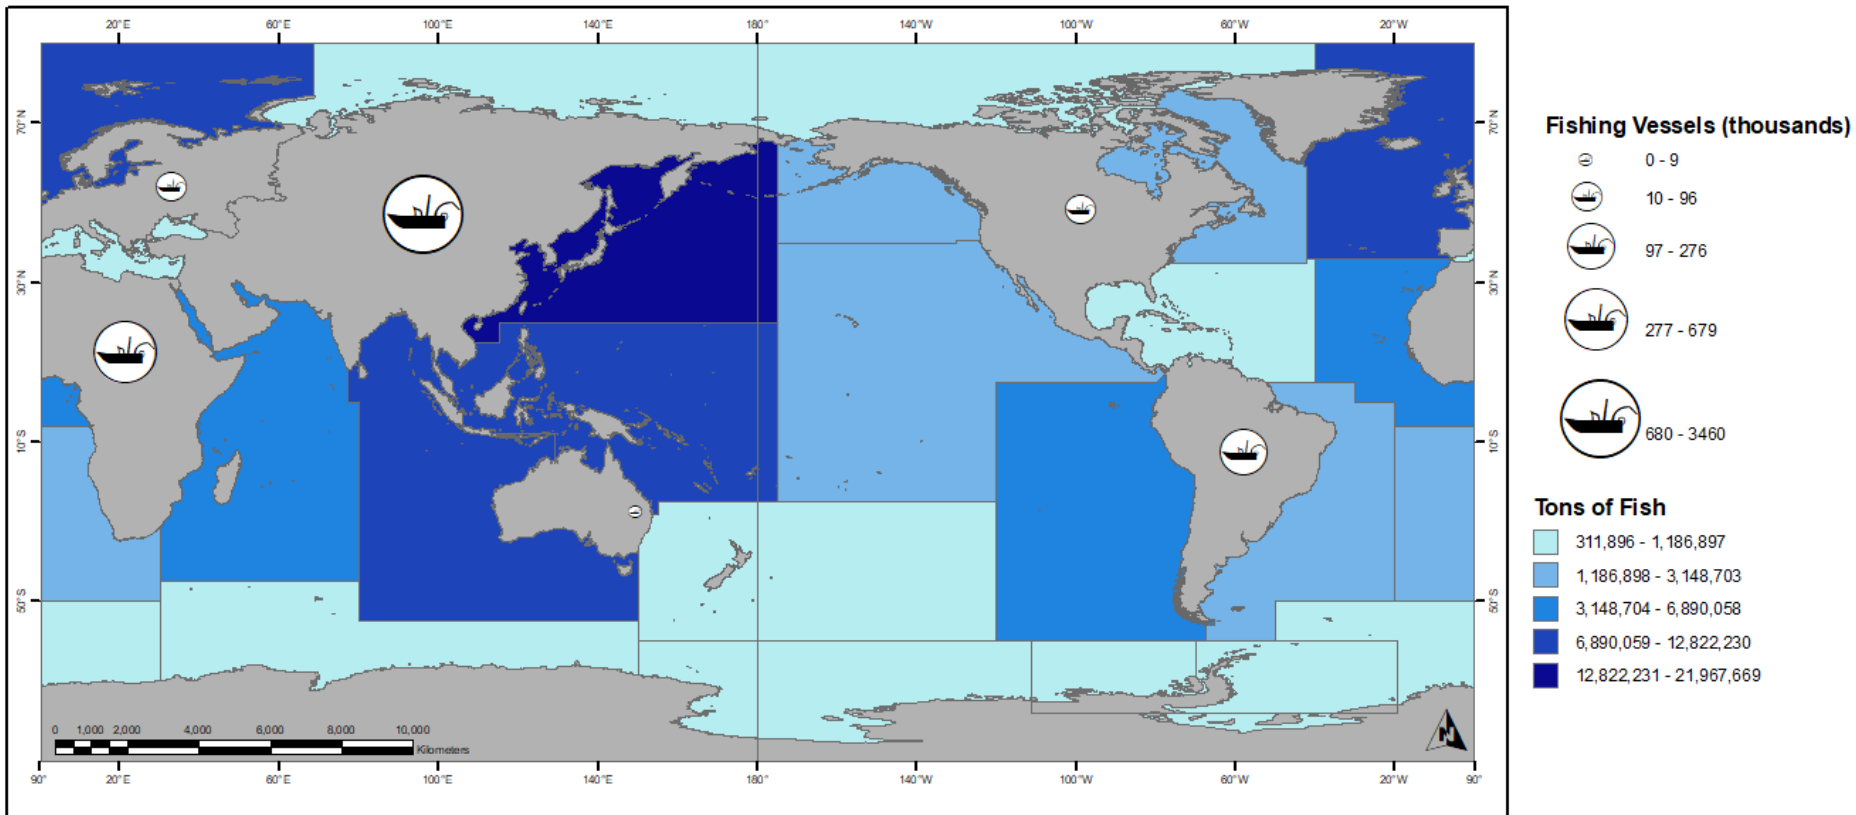 20°E 60°E 100°E 140°E 180° 140°W 100°W 60°W 20°W
70°N 70°N
30°N 30°N
10°S 10°S
50°S 50°S
0 1,000 2,000 4,000 6,000 8,000 10,000
Kilometers
N
90° 20°E 60°E 100°E 140°E 180° 140°W 100°W 60°W 20°W 90°
Fishing Vessels (thousands)
0 - 9
10 - 96
97 - 276
277 - 679
680 - 3460
Tons of Fish
311,896 - 1,186,897
1,186,898 - 3,148,703
3,148,704 - 6,890,058
6,890,059 - 12,822,230
12,822,231 - 21,967,669